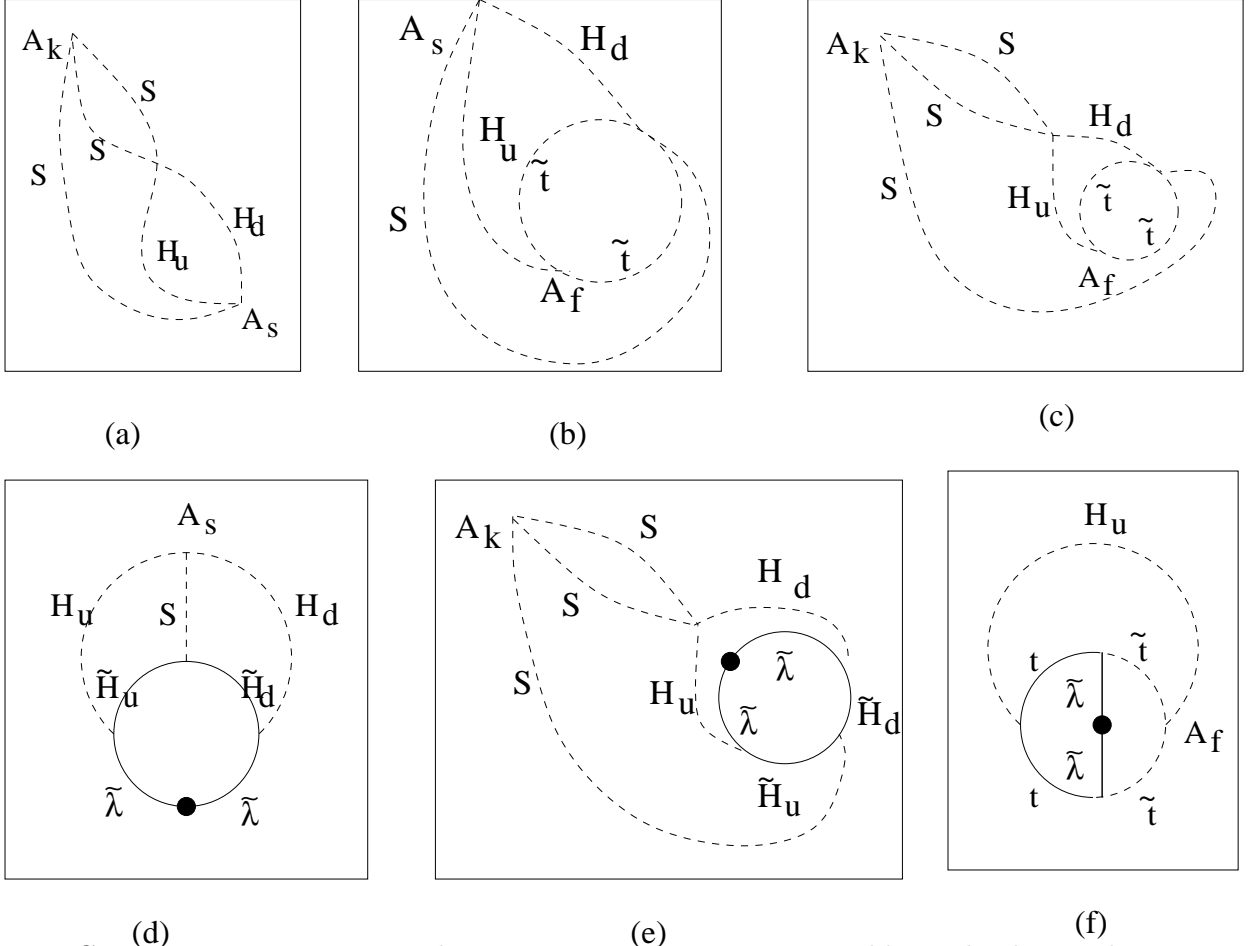 A_k
S
S
S
H_d
H_u
A_s
(a)
A_s
H_d
H_u
t̃
S
t̃
A_f
(b)
A_k
S
S
H_d
S
H_u
t̃
t̃
A_f
(c)
A_s
H_u
S
H_d
H̃_u
H̃_d
λ̃
λ̃
(d)
A_k
S
S
H_d
S
H_u
λ̃
λ̃
H̃_d
H̃_u
(e)
H_u
t
t̃
λ̃
λ̃
A_f
t
t̃
(f)